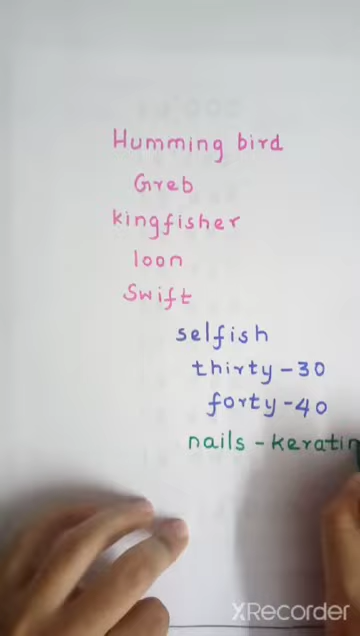 Humming bird
Greb
kingfisher
loon
Swift
selfish
thirty-30
forty-40
nails - keratin
XRecorder